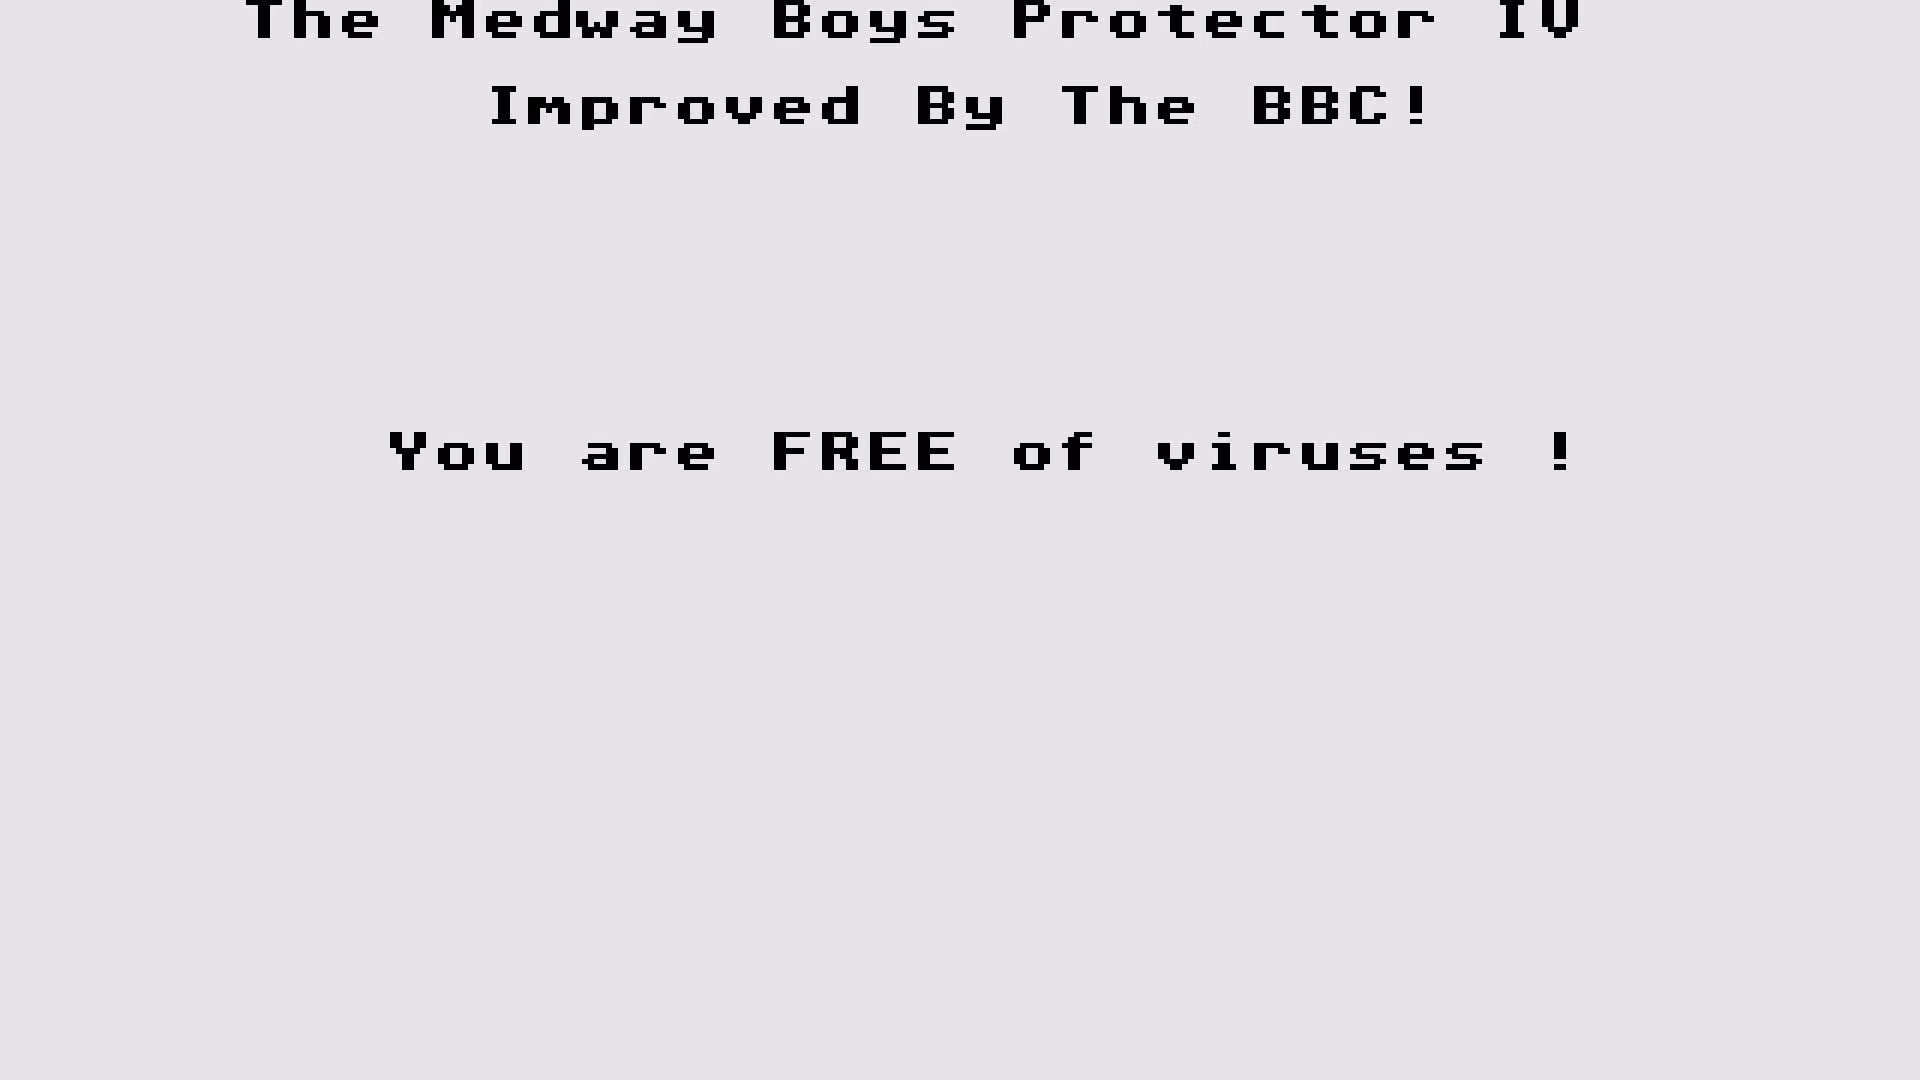 The Medway Boys Protector IV
Improved By The BBC!
You are FREE of viruses !